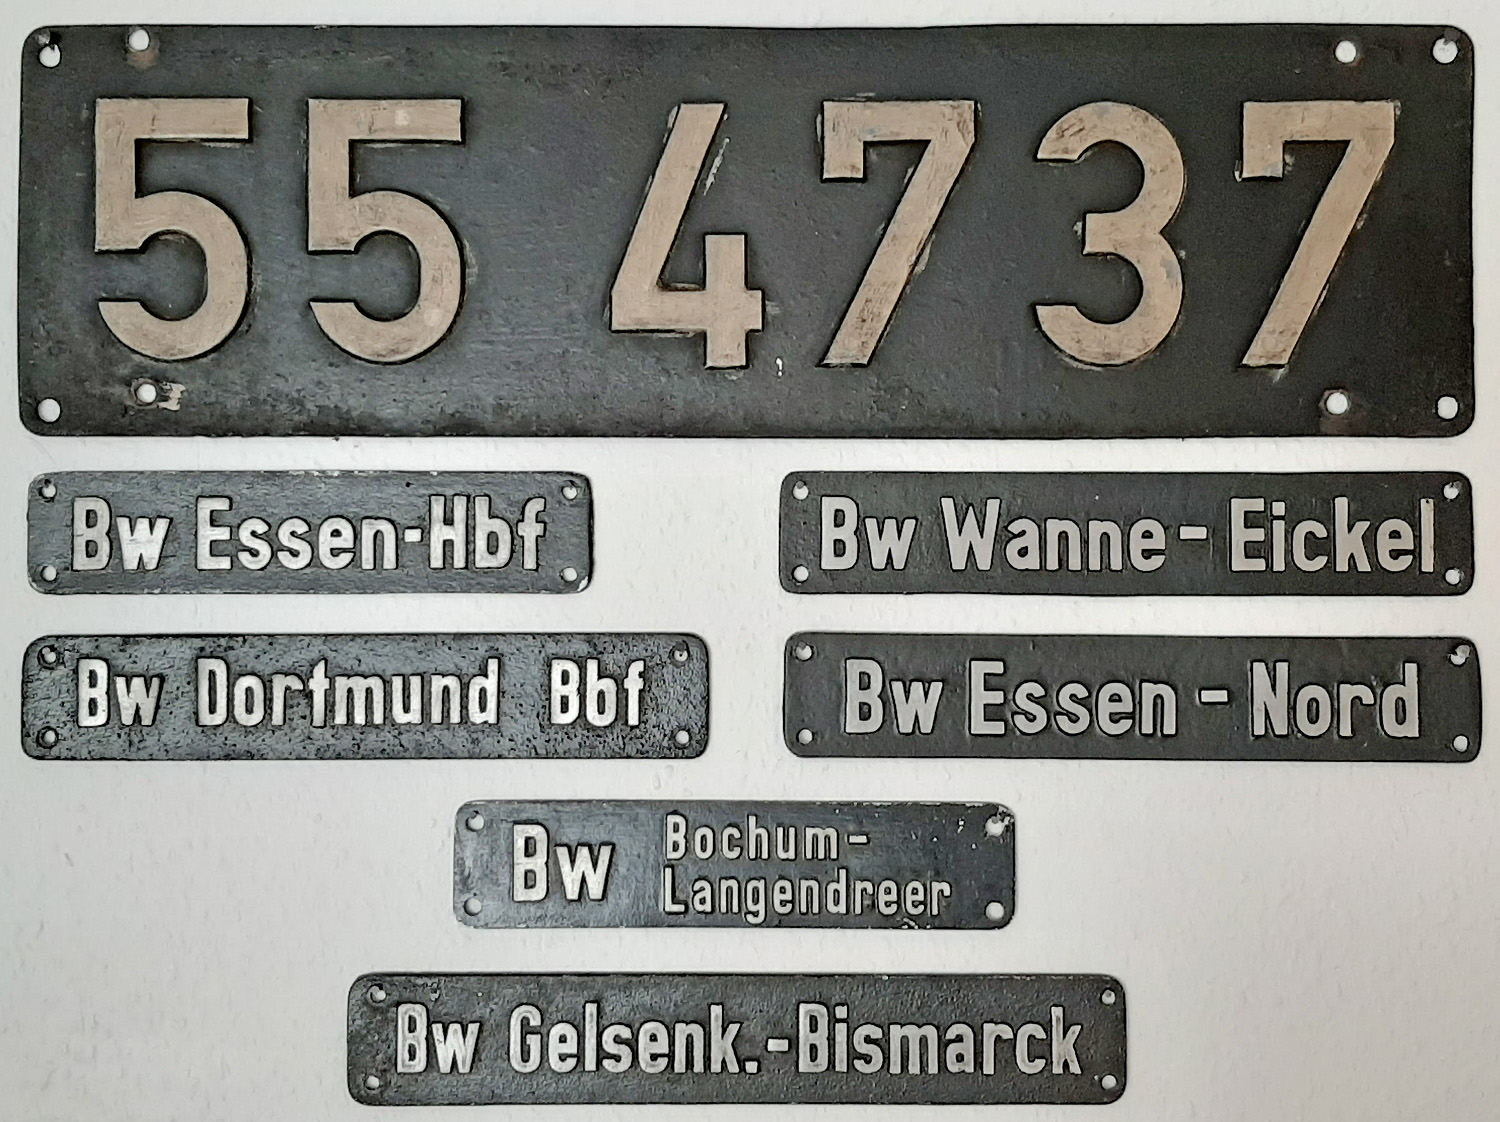 55 4737
Bw Essen-Hbf
Bw Wanne-Eickel
Bw Dortmund Bbf
Bw Essen-Nord
Bw Bochum-
Langendreer
Bw Gelsenk.-Bismarck